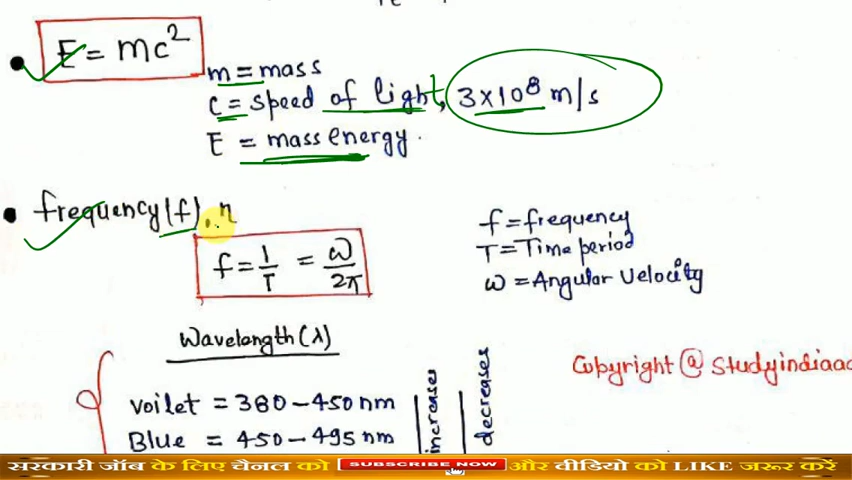 E = mc²
m = mass
c = speed of light, 3×10⁸ m/s
E = mass energy.
frequency(f), η
f = 1/T = ω/2π
f = frequency
T = Time period
ω = Angular Velocity
Wavelength(λ)
Voilet = 380 – 450 nm
Blue = 450 – 495 nm
increases
decreases
Copyright @ Studyindiaac
सरकारी जॉब के लिए चैनल को SUBSCRIBE NOW और वीडियो को LIKE जरूर करें